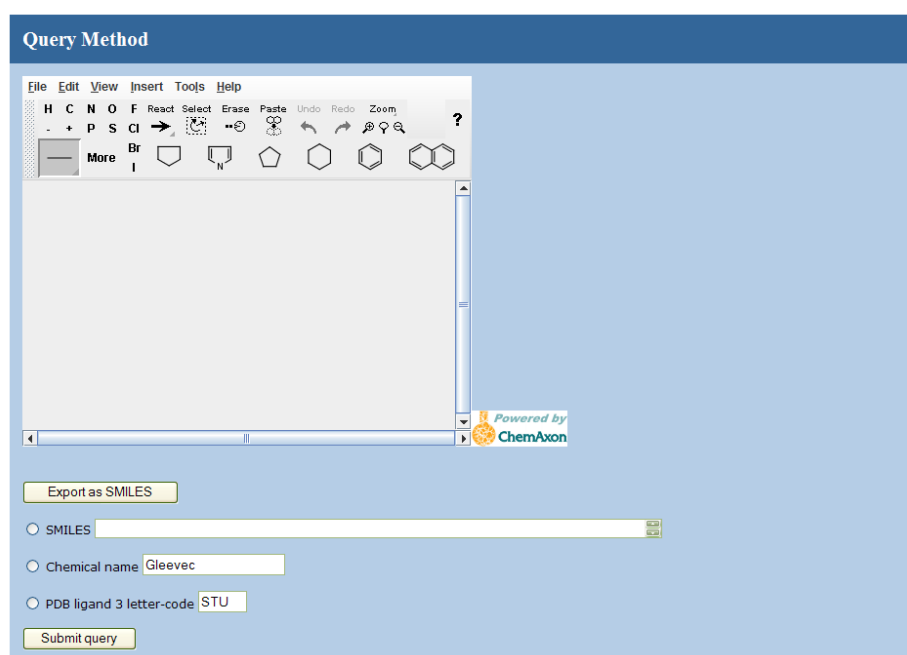 Query Method
File Edit View Insert Tools Help
H C N O F React Select Erase Paste Undo Redo Zoom
- + P S Cl ?
More Br
I
N
Powered by
ChemAxon
Export as SMILES
SMILES
Chemical name Gleevec
PDB ligand 3 letter-code STU
Submit query